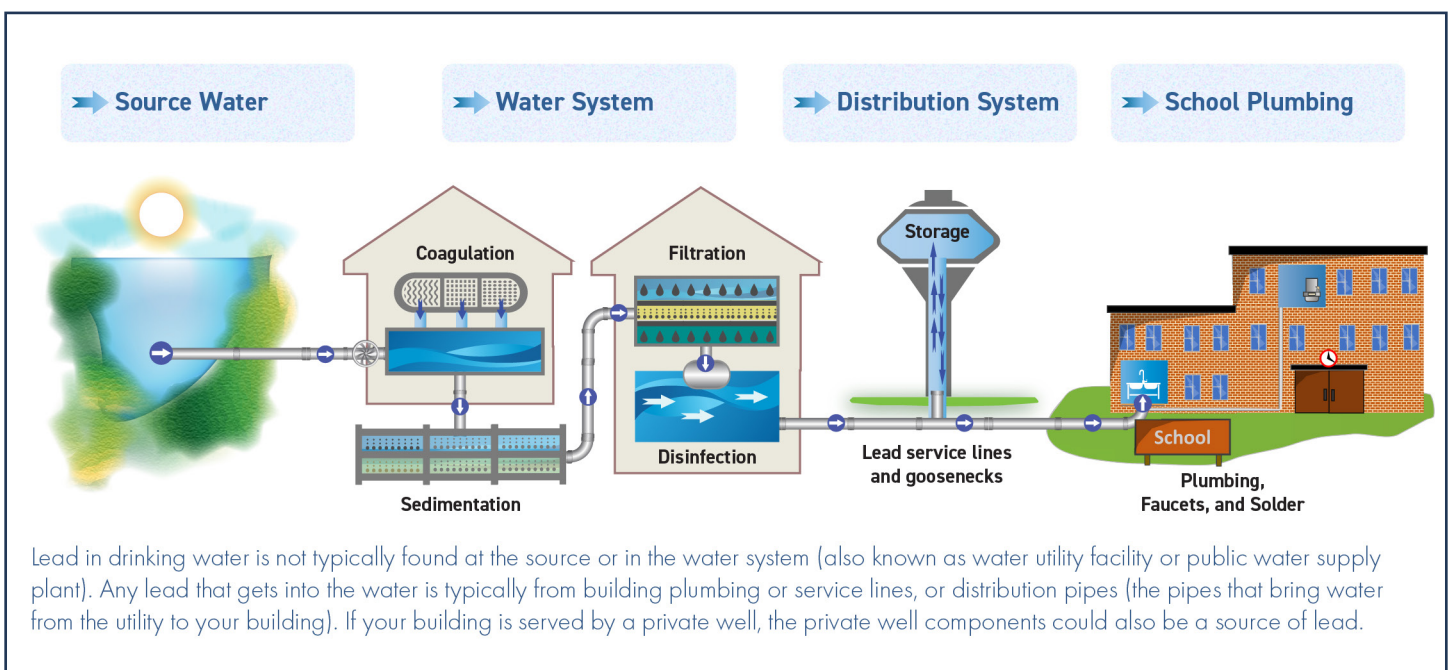 Source Water
Water System
Distribution System
School Plumbing
Coagulation
Filtration
Storage
Disinfection
Sedimentation
Lead service lines
and goosenecks
School
Plumbing,
Faucets, and Solder
Lead in drinking water is not typically found at the source or in the water system (also known as water utility facility or public water supply
plant). Any lead that gets into the water is typically from building plumbing or service lines, or distribution pipes (the pipes that bring water
from the utility to your building). If your building is served by a private well, the private well components could also be a source of lead.